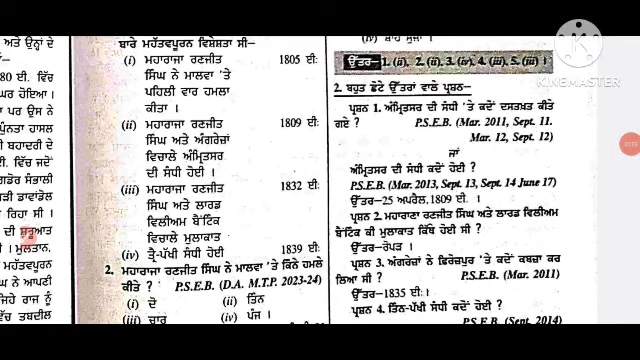 ਅਤੇ ਉਨ੍ਹਾਂ ਦੇ
80 ਈ. ਵਿੱਚ
ਘਰ ਹੋਇਆ।
ਾ ਪਰ ਉਸ ਨੇ
ਪੁੰਨਤਾ ਹਾਸਲ
ੀ ਬਹਾਦਰੀ ਦੇ
ਈ. ਵਿੱਚ ਜਦੋਂ
ਗਡੋਰ ਸੰਭਾਲੀ
ੜੀ ਡਾਵਾਂਡੋਲ
ਰਿਹਾ ਸੀ।
ਦੀ ਸ਼ੁਰੂਆਤ
ੀ। ਮੁਲਤਾਨ,
ਮਹੱਤਵਪੂਰਨ
ਘ ਨੇ ਆਪਣੀ
ਜਿਹੇ ਰਾਜ ਨੂੰ
ਵਿੱਚ ਤਬਦੀਲ
ਬਾਰੇ ਮਹੱਤਵਪੂਰਨ ਵਿਸ਼ੇਸ਼ਤਾ ਸੀ–
(i) ਮਹਾਰਾਜਾ ਰਣਜੀਤ 1805 ਈ:
ਸਿੰਘ ਨੇ ਮਾਲਵਾ 'ਤੇ
ਪਹਿਲੀ ਵਾਰ ਹਮਲਾ
ਕੀਤਾ।
(ii) ਮਹਾਰਾਜਾ ਰਣਜੀਤ 1809 ਈ:
ਸਿੰਘ ਅਤੇ ਅੰਗਰੇਜ਼ਾਂ
ਵਿਚਾਲੇ ਅੰਮ੍ਰਿਤਸਰ
ਦੀ ਸੰਧੀ ਹੋਈ।
(iii) ਮਹਾਰਾਜਾ ਰਣਜੀਤ 1832 ਈ:
ਸਿੰਘ ਅਤੇ ਲਾਰਡ
ਵਿਲੀਅਮ ਬੈਂਟਿੰਕ
ਵਿਚਾਲੇ ਮੁਲਾਕਾਤ
(iv) ਤ੍ਰੈ-ਪੱਖੀ ਸੰਧੀ ਹੋਈ 1839 ਈ:
2. ਮਹਾਰਾਜਾ ਰਣਜੀਤ ਸਿੰਘ ਨੇ ਮਾਲਵਾ 'ਤੇ ਕਿੰਨੇ ਹਮਲੇ
ਕੀਤੇ ? P.S.E.B. (D.A. M.T.P. 2023-24)
(i) ਦੋ (ii) ਤਿੰਨ
(iii) ਚਾਰ (iv) ਪੰਜ।
(iv) ਸ਼ਾਹ ਸ਼ੁਜਾ।
ਉੱਤਰ–1. (ii), 2. (ii), 3. (iv), 4. (iii), 5. (iii)।
2. ਬਹੁਤ ਛੋਟੇ ਉੱਤਰਾਂ ਵਾਲੇ ਪ੍ਰਸ਼ਨ–
ਪ੍ਰਸ਼ਨ 1. ਅੰਮ੍ਰਿਤਸਰ ਦੀ ਸੰਧੀ 'ਤੇ ਕਦੋਂ ਦਸਤਖ਼ਤ ਕੀਤੇ
ਗਏ ? P.S.E.B. (Mar. 2011, Sept. 11.
Mar. 12, Sept. 12)
ਜਾਂ
ਅੰਮ੍ਰਿਤਸਰ ਦੀ ਸੰਧੀ ਕਦੋਂ ਹੋਈ ?
P.S.E.B. (Mar. 2013, Sept. 13, Sept. 14 June 17)
ਉੱਤਰ–25 ਅਪਰੈਲ, 1809 ਈ:।
ਪ੍ਰਸ਼ਨ 2. ਮਹਾਰਾਣਾ ਰਣਜੀਤ ਸਿੰਘ ਅਤੇ ਲਾਰਡ ਵਿਲੀਅਮ
ਬੈਂਟਿੰਕ ਦੀ ਮੁਲਾਕਾਤ ਕਿੱਥੇ ਹੋਈ ਸੀ ?
ਉੱਤਰ–ਰੋਪੜ।
ਪ੍ਰਸ਼ਨ 3. ਅੰਗਰੇਜ਼ਾਂ ਨੇ ਫਿਰੋਜ਼ਪੁਰ 'ਤੇ ਕਦੋਂ ਕਬਜ਼ਾ ਕਰ
ਲਿਆ ਸੀ ? P.S.E.B. (Mar. 2011)
ਉੱਤਰ–1835 ਈ:।
ਪ੍ਰਸ਼ਨ 4. ਤਿੰਨ-ਪੱਖੀ ਸੰਧੀ ਕਦੋਂ ਹੋਈ ?
P.S.E.B. (Sept. 2014)
KINEMASTER